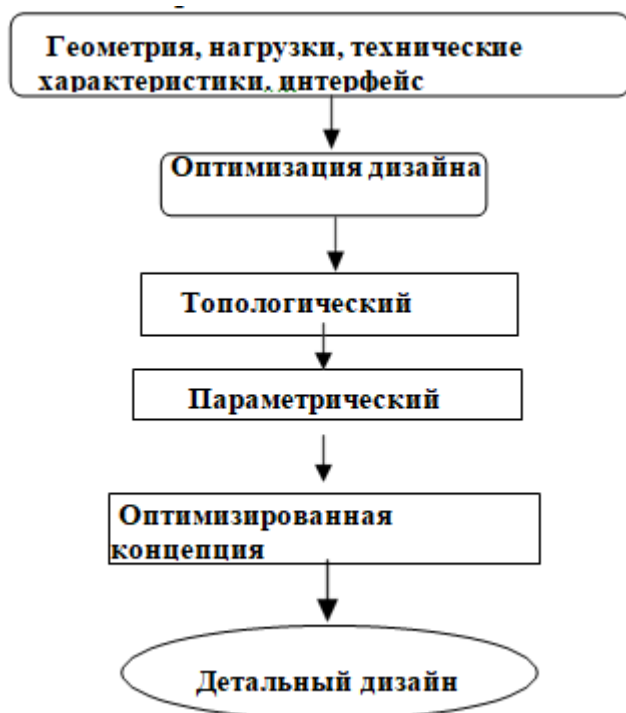 Геометрия, нагрузки, технические
характеристики, интерфейс
Оптимизация дизайна
Топологический
Параметрический
Оптимизированная
концепция
Детальный дизайн